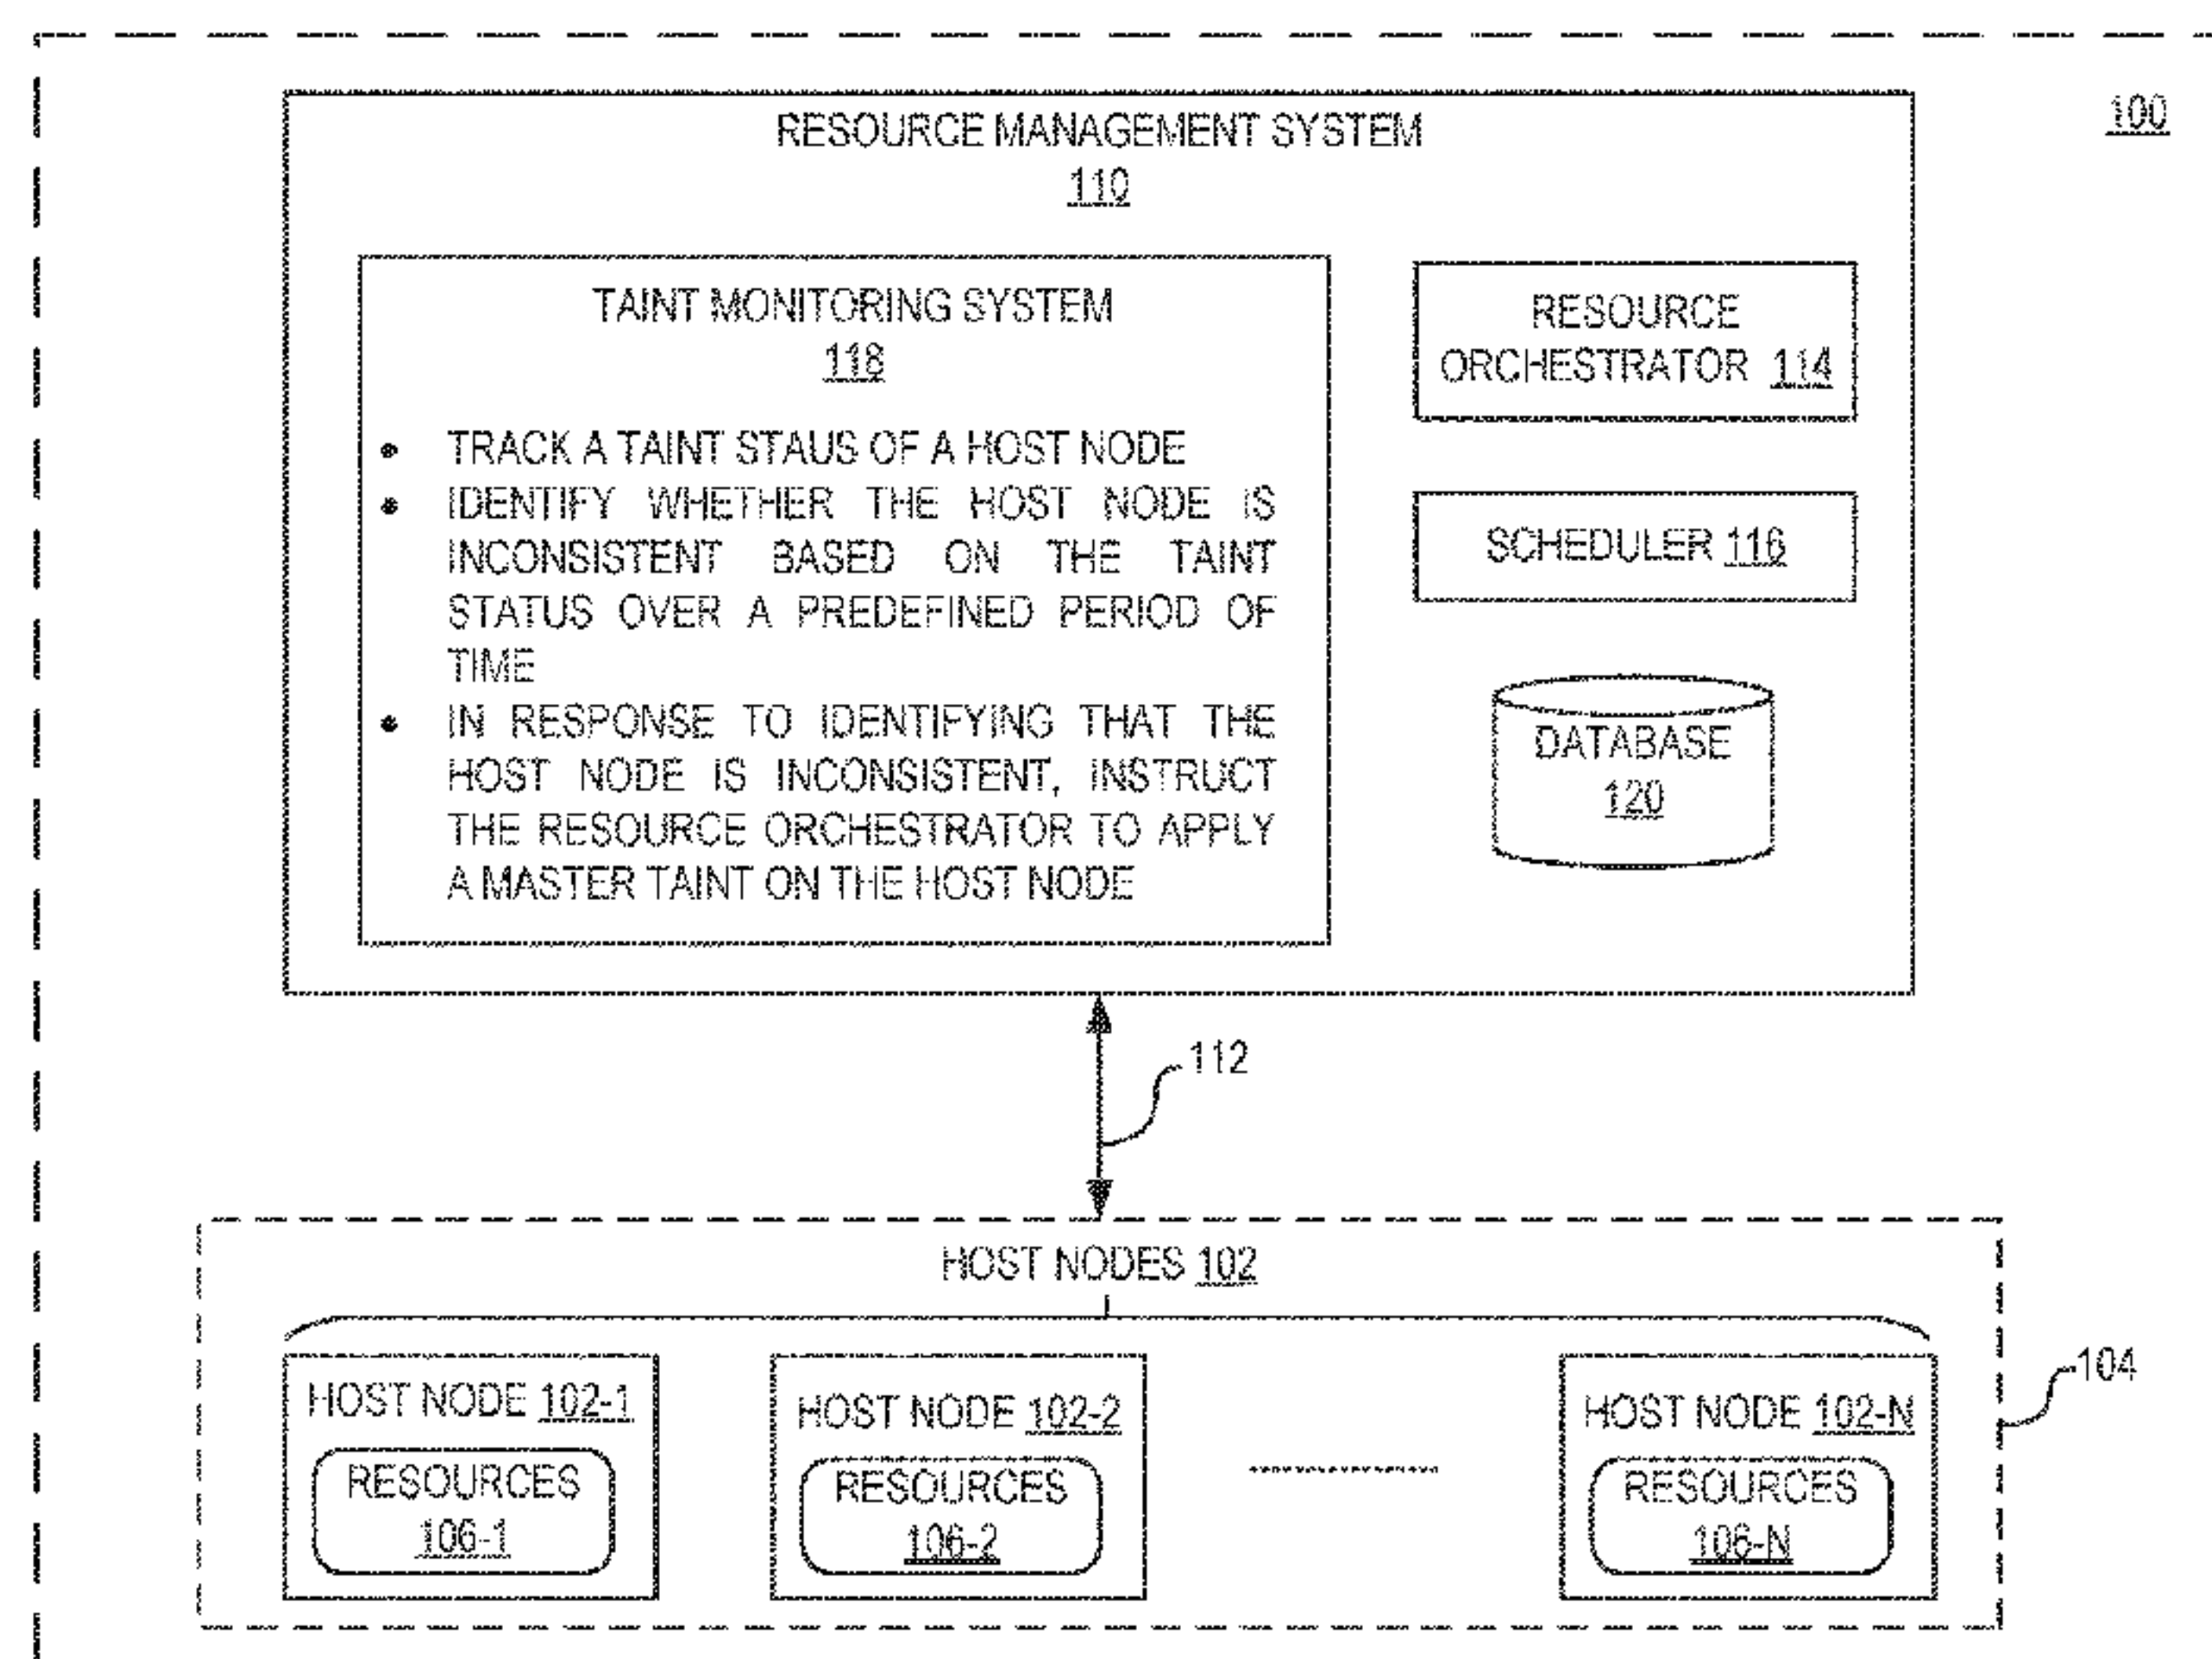 100
RESOURCE MANAGEMENT SYSTEM
110
TAINT MONITORING SYSTEM
118
• TRACK A TAINT STAUS OF A HOST NODE
• IDENTIFY WHETHER THE HOST NODE IS
INCONSISTENT BASED ON THE TAINT
STATUS OVER A PREDEFINED PERIOD OF
TIME
• IN RESPONSE TO IDENTIFYING THAT THE
HOST NODE IS INCONSISTENT, INSTRUCT
THE RESOURCE ORCHESTRATOR TO APPLY
A MASTER TAINT ON THE HOST NODE
RESOURCE
ORCHESTRATOR 114
SCHEDULER 116
DATABASE
120
112
HOST NODES 102
104
HOST NODE 102-1
RESOURCES
106-1
HOST NODE 102-2
RESOURCES
106-2
HOST NODE 102-N
RESOURCES
106-N